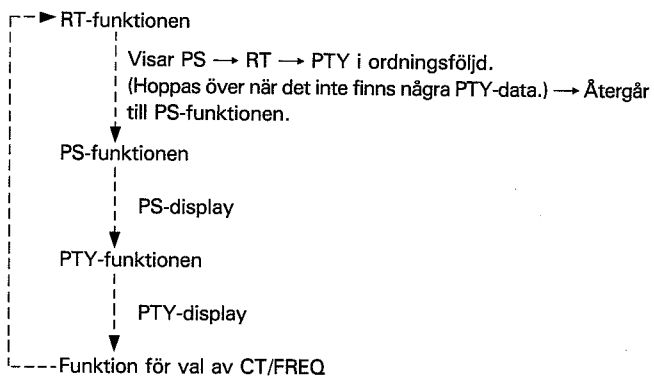 RT-funktionen
Visar PS → RT → PTY i ordningsföljd.
(Hoppas över när det inte finns några PTY-data.) → Återgår
till PS-funktionen.
PS-funktionen
PS-display
PTY-funktionen
PTY-display
Funktion för val av CT/FREQ